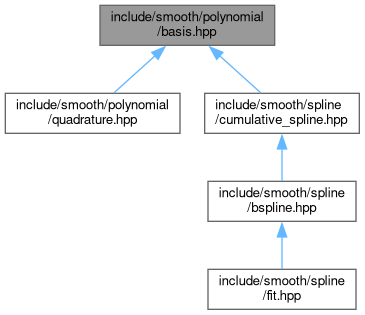 include/smooth/polynomial
/basis.hpp
include/smooth/polynomial
/quadrature.hpp
include/smooth/spline
/cumulative_spline.hpp
include/smooth/spline
/bspline.hpp
include/smooth/spline
/fit.hpp